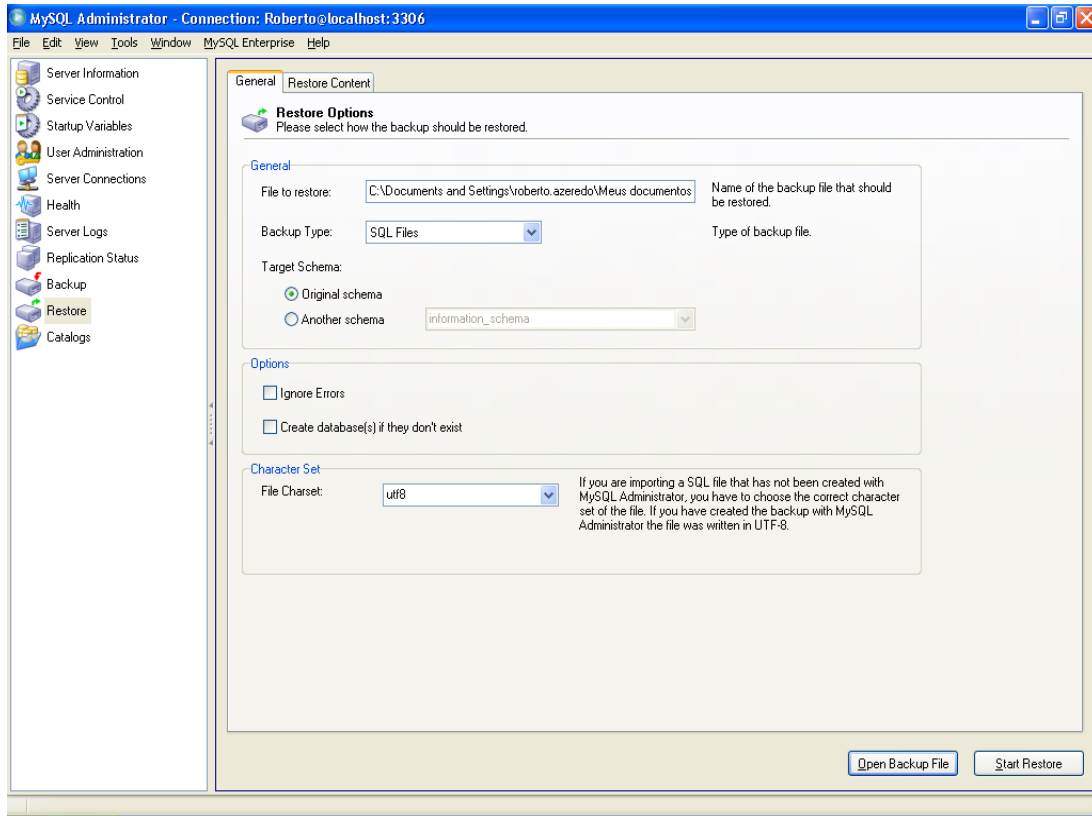 MySQL Administrator - Connection: Roberto@localhost:3306
File Edit View Tools Window MySQL Enterprise Help
Server Information
Service Control
Startup Variables
User Administration
Server Connections
Health
Server Logs
Replication Status
Backup
Restore
Catalogs
General Restore Content
Restore Options
Please select how the backup should be restored.
General
File to restore: C:\Documents and Settings\roberto.azeredo\Meus documentos
Name of the backup file that should
be restored.
Backup Type: SQL Files Type of backup file.
Target Schema:
Original schema
Another schema information_schema
Options
Ignore Errors
Create database(s) if they don't exist
Character Set
File Charset: utf8
If you are importing a SQL file that has not been created with
MySQL Administrator, you have to choose the correct character
set of the file. If you have created the backup with MySQL
Administrator the file was written in UTF-8.
Open Backup File Start Restore